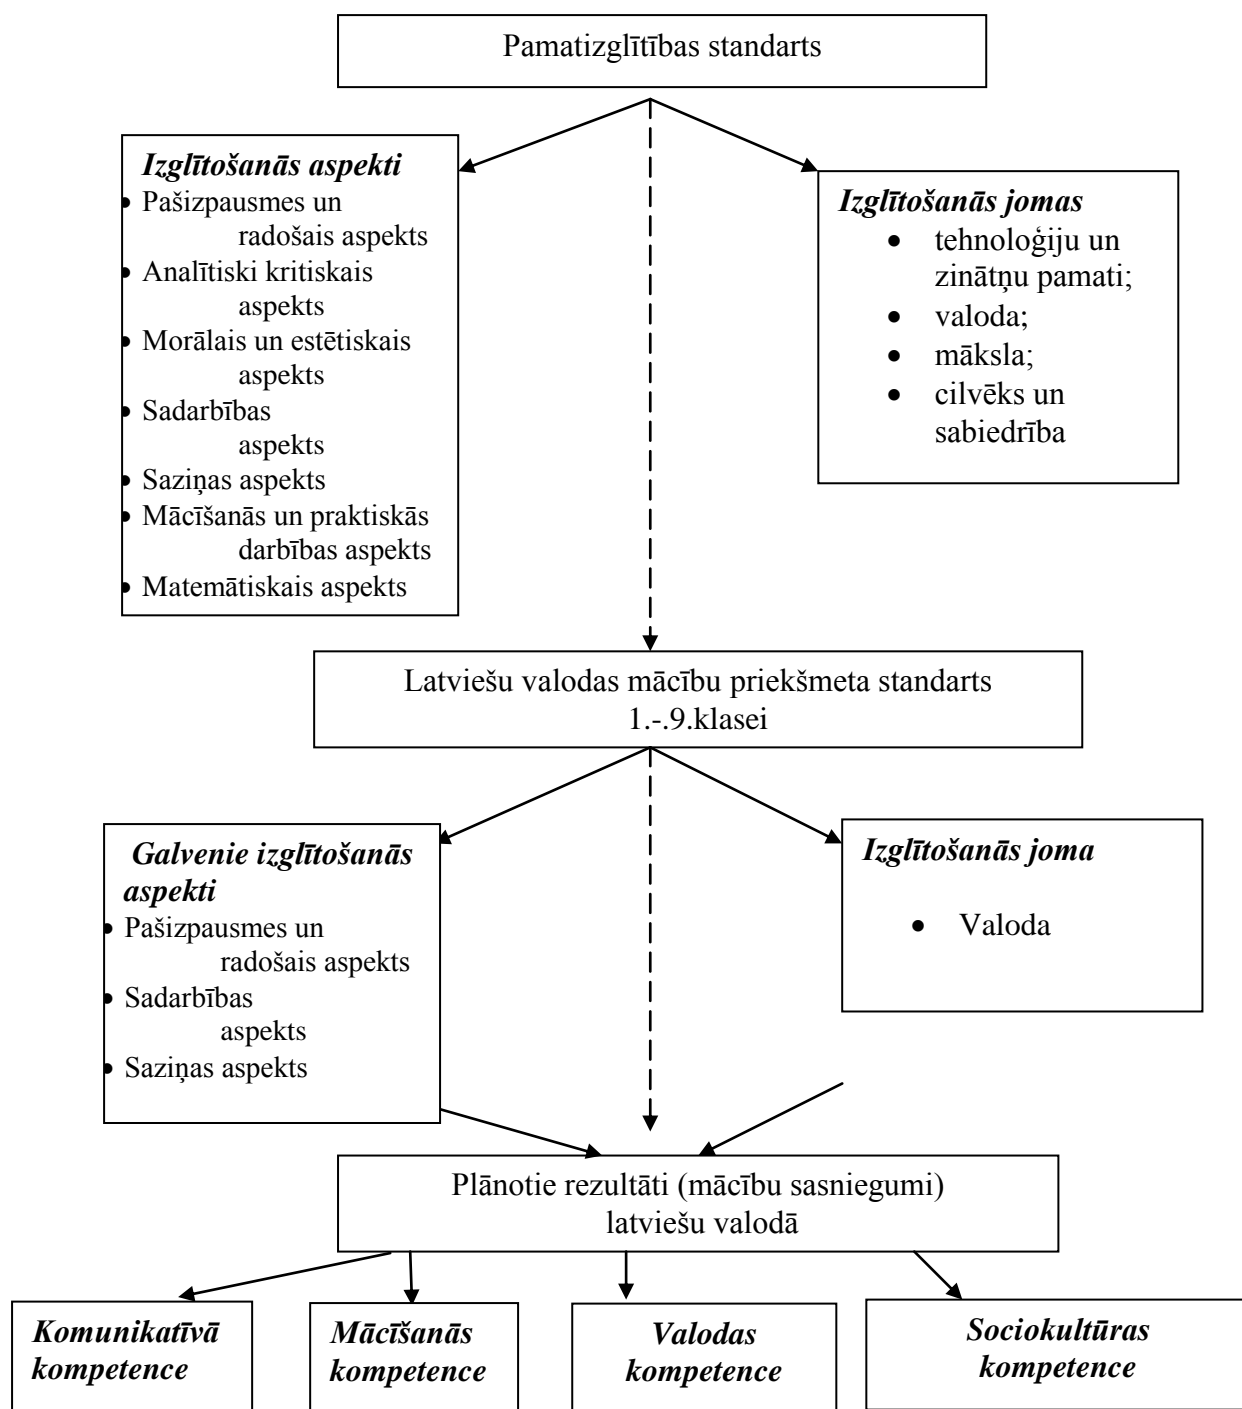 Pamatizglītības standarts
Izglītošanās aspekti
• Pašizpausmes un
radošais aspekts
• Analītiski kritiskais
aspekts
• Morālais un estētiskais
aspekts
• Sadarbības
aspekts
• Saziņas aspekts
• Mācīšanās un praktiskās
darbības aspekts
• Matemātiskais aspekts
Izglītošanās jomas
• tehnoloģiju un
zinātņu pamati;
• valoda;
• māksla;
• cilvēks un
sabiedrība
Latviešu valodas mācību priekšmeta standarts
1.-.9.klasei
Galvenie izglītošanās
aspekti
• Pašizpausmes un
radošais aspekts
• Sadarbības
aspekts
• Saziņas aspekts
Izglītošanās joma
• Valoda
Plānotie rezultāti (mācību sasniegumi)
latviešu valodā
Komunikatīvā
kompetence
Mācīšanās
kompetence
Valodas
kompetence
Sociokultūras
kompetence